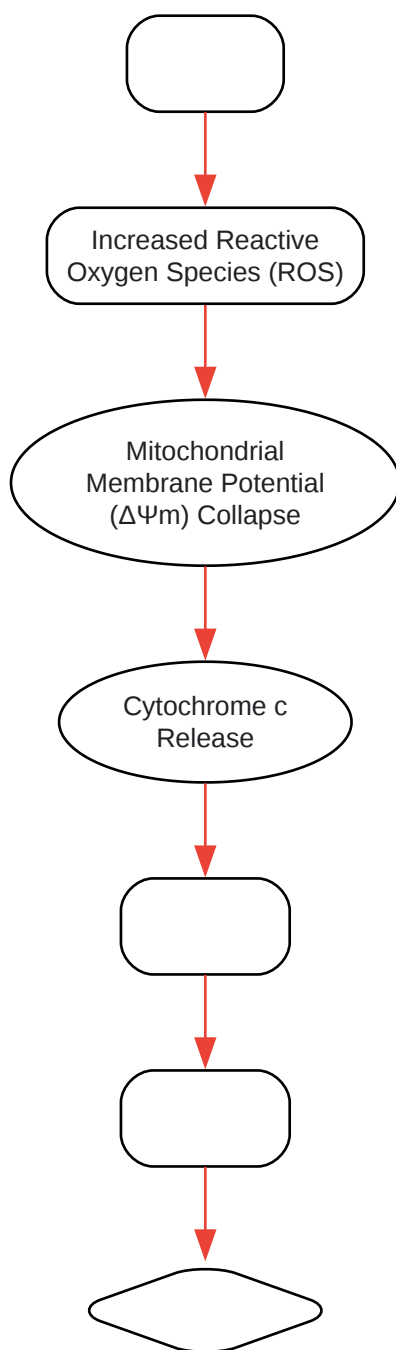 Increased Reactive
Oxygen Species (ROS)
Mitochondrial
Membrane Potential
(ΔΨm) Collapse
Cytochrome c
Release